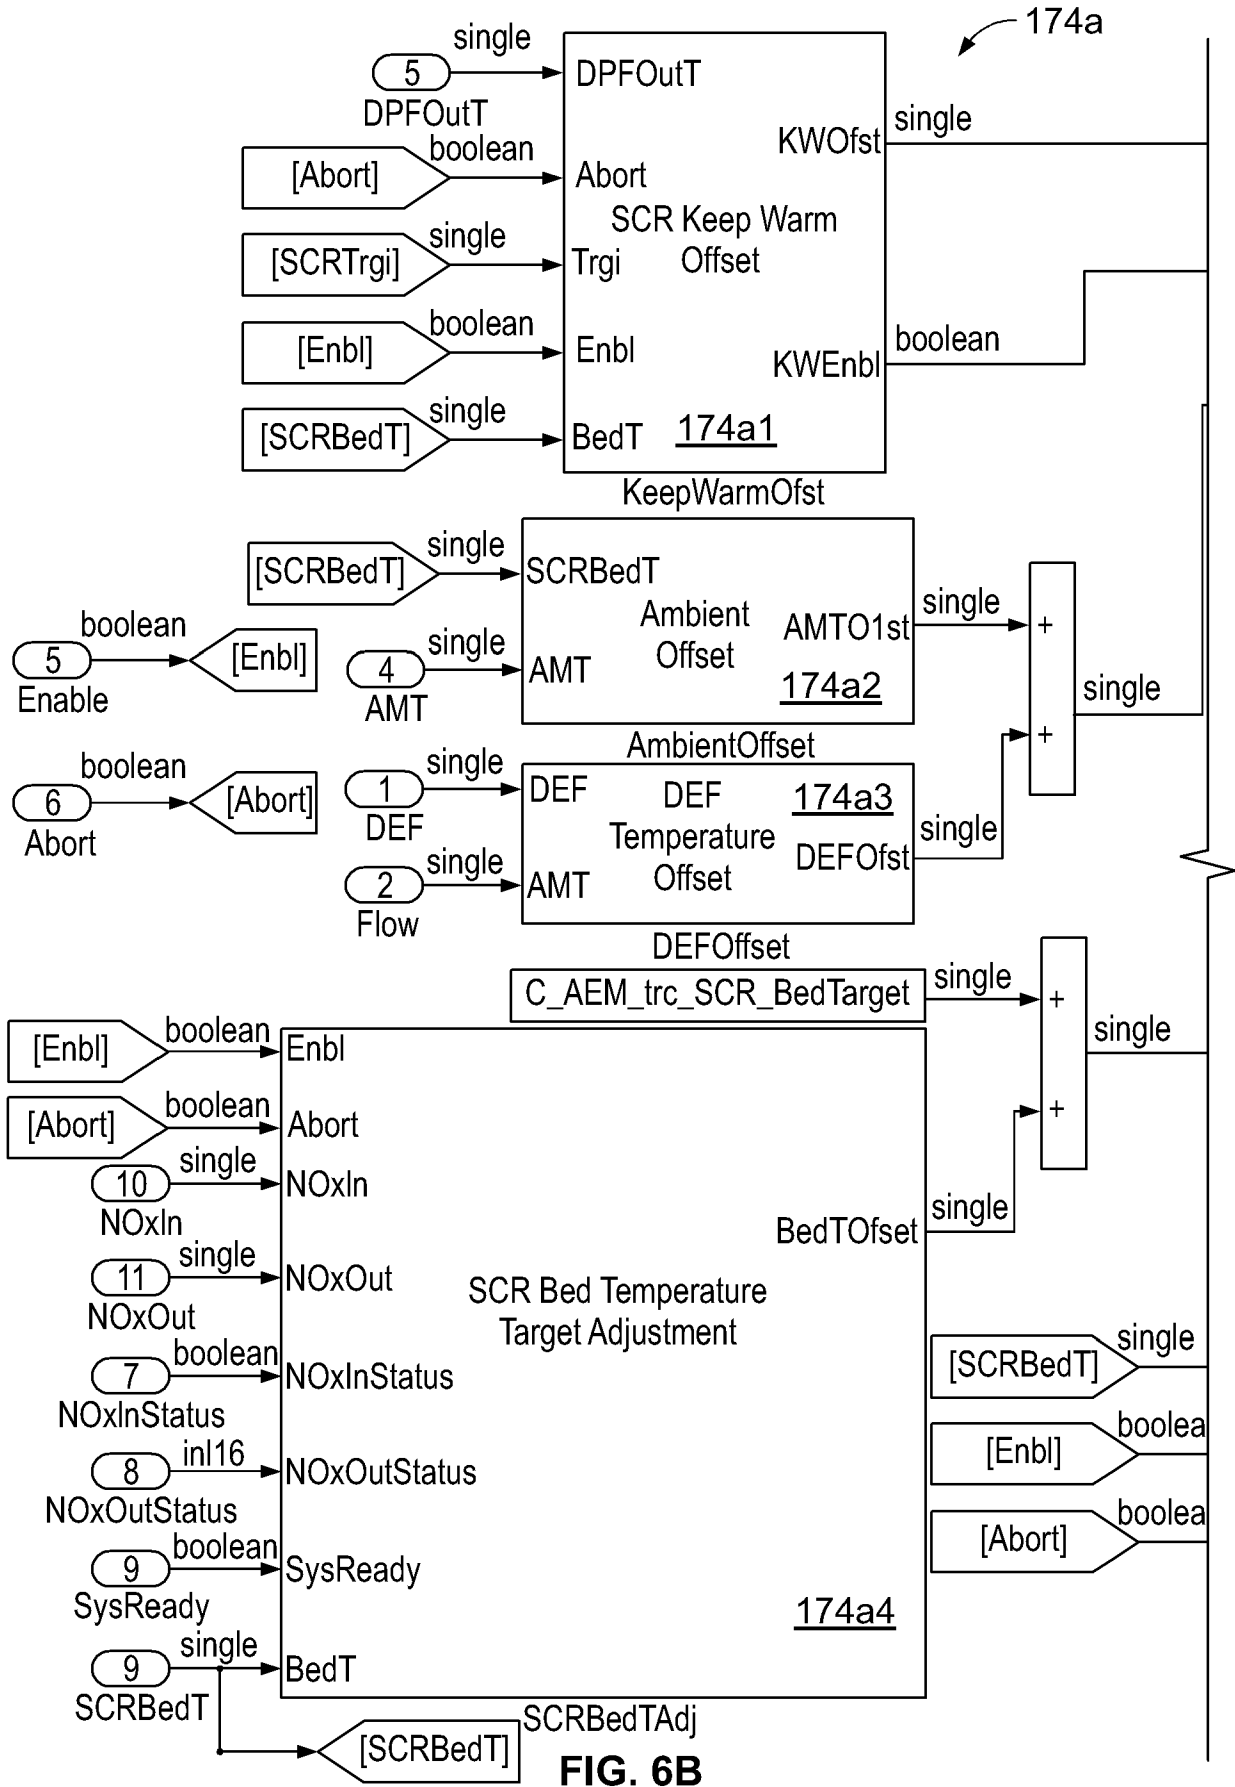 174a
single
5
DPFOutT
DPFOutT
boolean
[Abort]
Abort
single
[SCRTrgi]
Trgi
boolean
[Enbl]
Enbl
single
[SCRBedT]
BedT
SCR Keep Warm
Offset
KWOfst
single
KWEnbl
boolean
174a1
KeepWarmOfst
single
[SCRBedT]
SCRBedT
single
4
AMT
AMT
Ambient
Offset
AMTO1st
single
174a2
AmbientOffset
boolean
5
Enable
[Enbl]
boolean
6
Abort
[Abort]
single
1
DEF
DEF
single
2
Flow
AMT
DEF
Temperature
Offset
174a3
DEFOfst
single
DEFOffset
+
+
single
C_AEM_trc_SCR_BedTarget
single
+
+
single
[Enbl]
boolean
Enbl
[Abort]
boolean
Abort
single
10
NOxIn
NOxIn
single
11
NOxOut
NOxOut
boolean
7
NOxInStatus
NOxInStatus
inl16
8
NOxOutStatus
NOxOutStatus
boolean
9
SysReady
SysReady
single
9
SCRBedT
BedT
SCR Bed Temperature
Target Adjustment
BedTOfset
single
174a4
SCRBedTAdj
[SCRBedT]
[SCRBedT]
single
[Enbl]
boolea
[Abort]
boolea
FIG. 6B